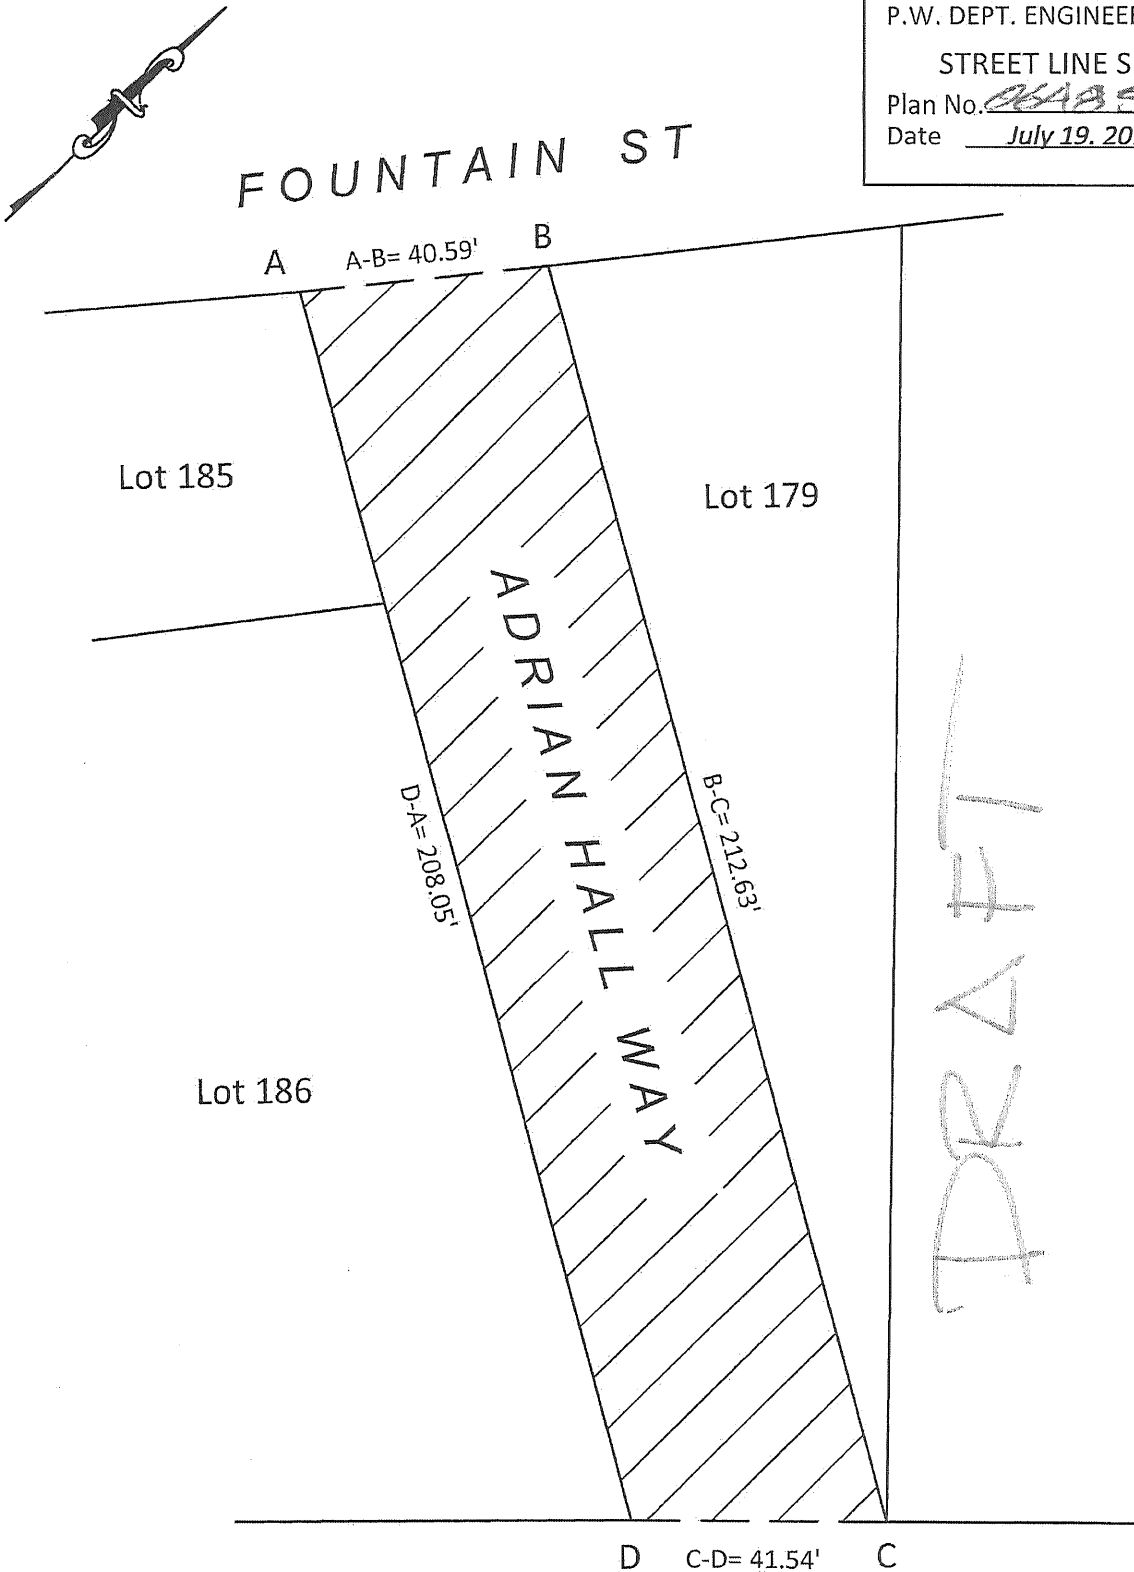 P.W. DEPT. ENGINEER
STREET LINE S
Plan No.
Date July 19. 20
N
FOUNTAIN ST
A A-B= 40.59' B
Lot 185
Lot 179
ADRIAN HALL WAY
D-A= 208.05'
B-C= 212.63'
DRAFT
Lot 186
D C-D= 41.54' C